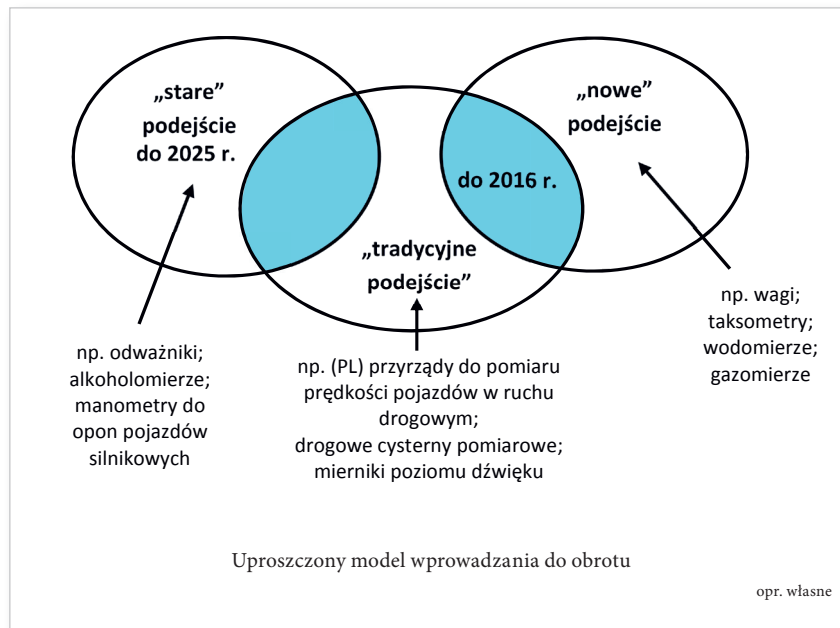 „stare”
podejście
do 2025 r.
„nowe”
podejście
do 2016 r.
„tradycyjne
podejście”
np. odważniki;
alkoholomierze;
manometry do
opon pojazdów
silnikowych
np. (PL) przyrządy do pomiaru
prędkości pojazdów w ruchu
drogowym;
drogowe cysterny pomiarowe;
mierniki poziomu dźwięku
np. wagi;
taksometry;
wodomierze;
gazomierze
Uproszczony model wprowadzania do obrotu
opr. własne